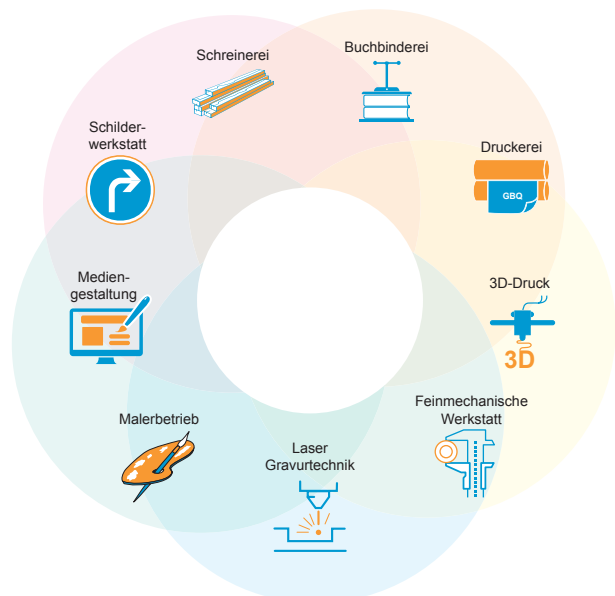 Buchbinderei
Schreinerei
Schilder-
werkstatt
Druckerei
GBQ
Medien-
gestaltung
3D-Druck
3D
Feinmechanische
Werkstatt
Malerbetrieb
Laser
Gravurtechnik